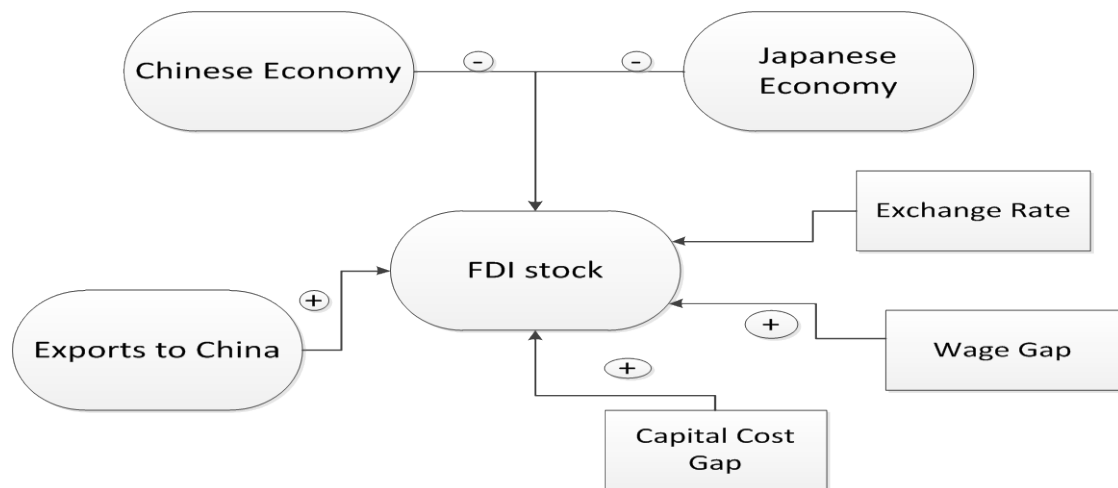 Chinese Economy
-
-
Japanese
Economy
Exchange Rate
FDI stock
+
Exports to China
+
Wage Gap
+
Capital Cost
Gap